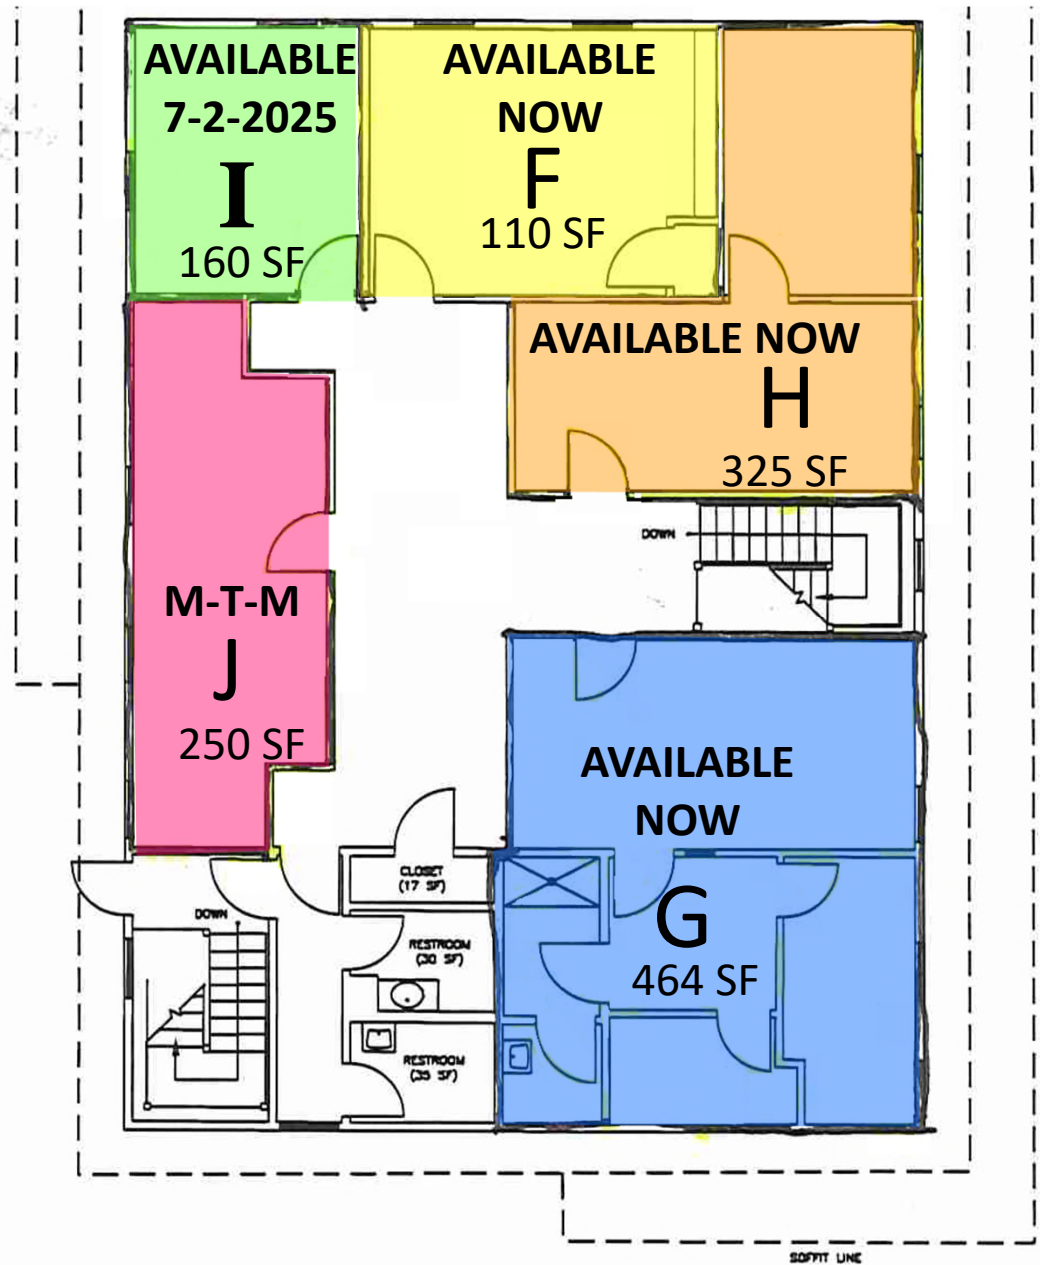 AVAILABLE
7-2-2025
I
160 SF
AVAILABLE
NOW
F
110 SF
AVAILABLE NOW
H
325 SF
DOWN
M-T-M
J
250 SF
AVAILABLE
NOW
G
464 SF
CLOSET
(17 SF)
DOWN
RESTROOM
(30 SF)
RESTROOM
(35 SF)
SOFFIT LINE